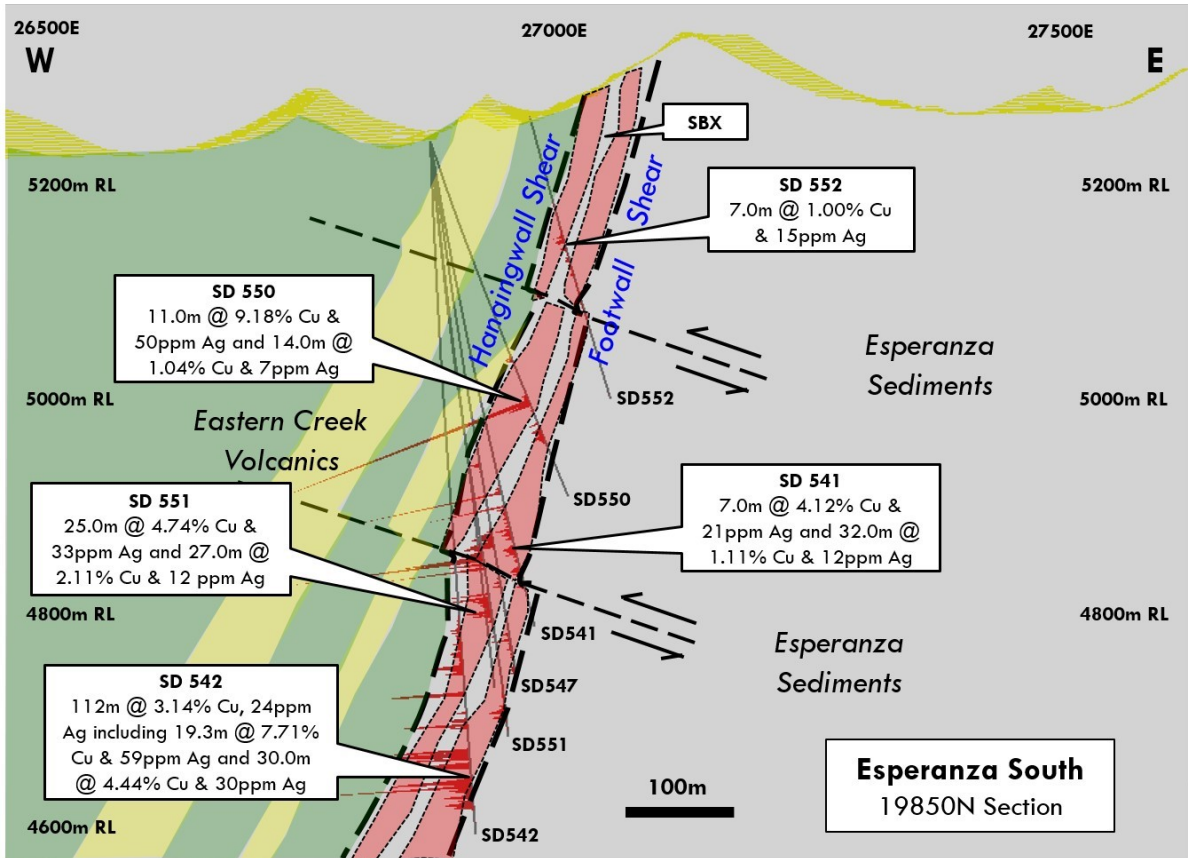 26500E
27000E
27500E
W
E
SBX
5200m RL
5200m RL
Hangingwall Shear
Footwall Shear
SD 552
7.0m @ 1.00% Cu
& 15ppm Ag
SD 550
11.0m @ 9.18% Cu &
50ppm Ag and 14.0m @
1.04% Cu & 7ppm Ag
Esperanza
Sediments
5000m RL
SD552
5000m RL
Eastern Creek
Volcanics
SD 551
25.0m @ 4.74% Cu &
33ppm Ag and 27.0m @
2.11% Cu & 12 ppm Ag
SD550
SD 541
7.0m @ 4.12% Cu &
21ppm Ag and 32.0m @
1.11% Cu & 12ppm Ag
4800m RL
4800m RL
SD541
Esperanza
Sediments
SD547
SD 542
112m @ 3.14% Cu, 24ppm
Ag including 19.3m @ 7.71%
Cu & 59ppm Ag and 30.0m
@ 4.44% Cu & 30ppm Ag
SD551
100m
Esperanza South
19850N Section
4600m RL
SD542